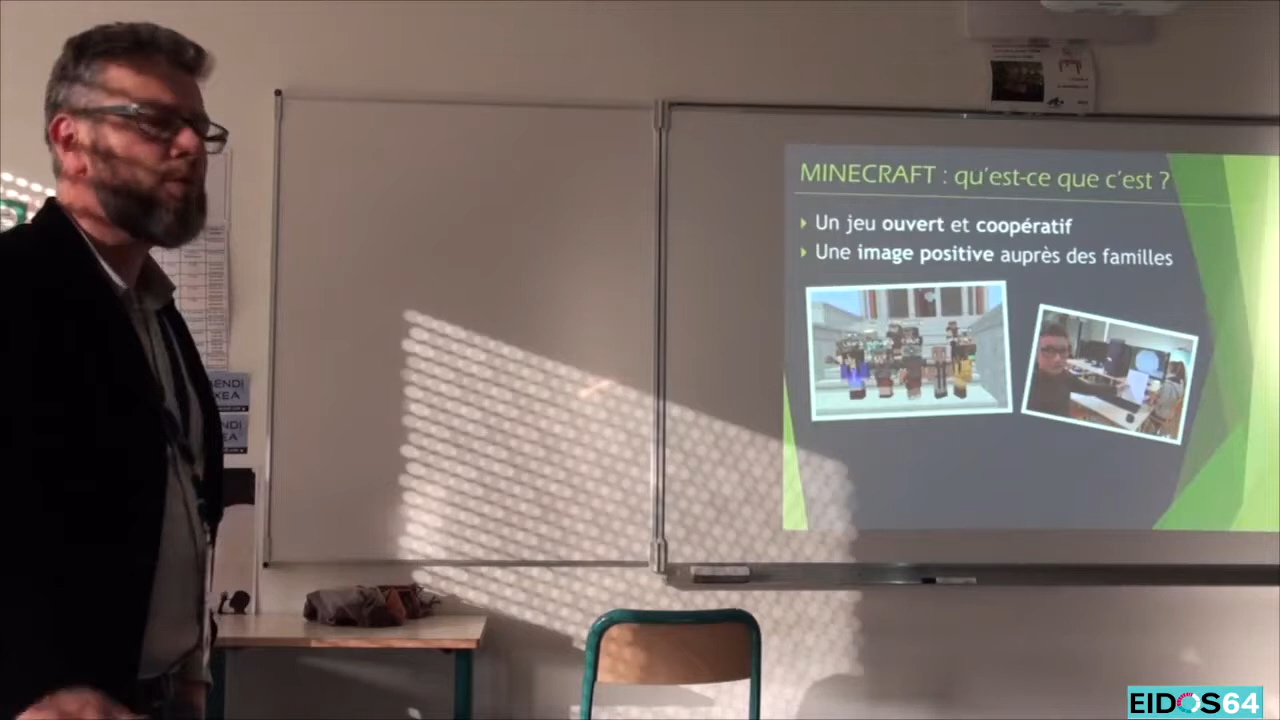 MINECRAFT : qu'est-ce que c'est ?
Un jeu ouvert et coopératif
Une image positive auprès des familles
EIDOS64